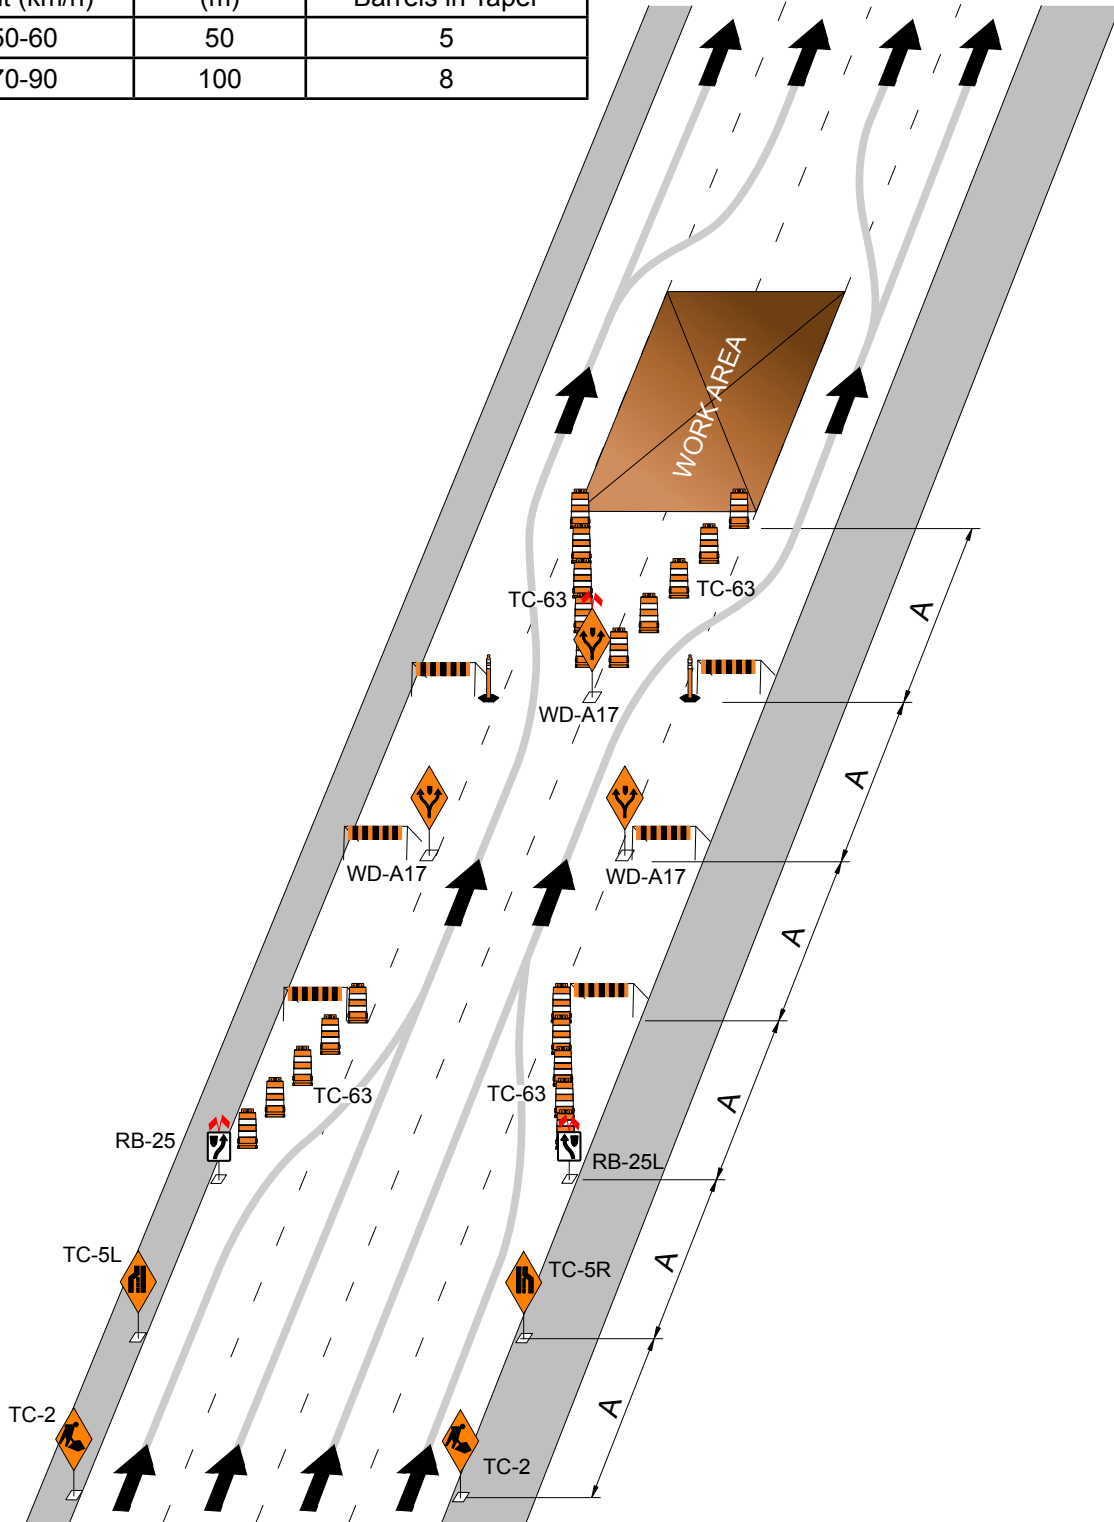 (m)
50-60 50 5
70-90 100 8
WORK AREA
TC-63
TC-63
A
WD-A17
A
WD-A17
WD-A17
A
TC-63
TC-63
A
RB-25
RB-25L
TC-5L
TC-5R
A
TC-2
TC-2
A